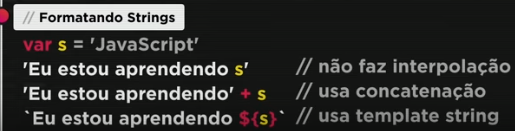 // Formatando Strings
var s = 'JavaScript'
'Eu estou aprendendo s' // não faz interpolação
'Eu estou aprendendo' + s // usa concatenação
`Eu estou aprendendo ${s}` // usa template string